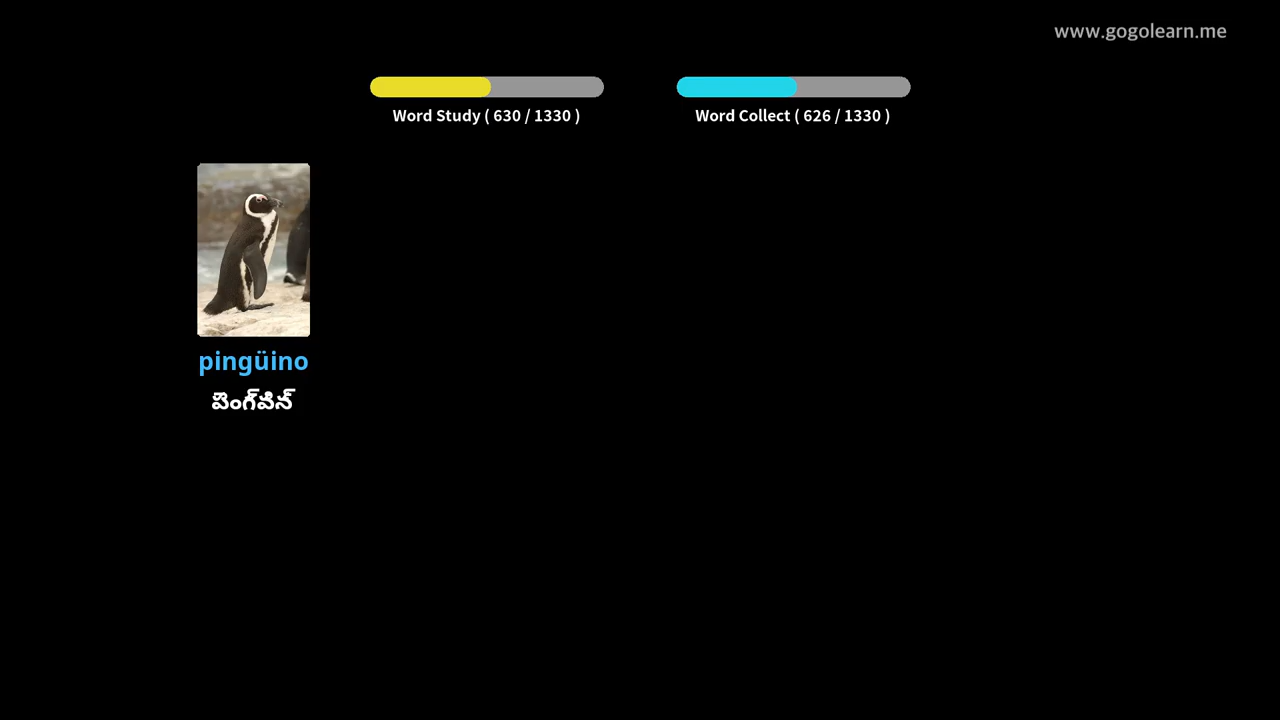 www.gogolearn.me
Word Study ( 630 / 1330 )
Word Collect ( 626 / 1330 )
pingüino
పెంగ్విన్